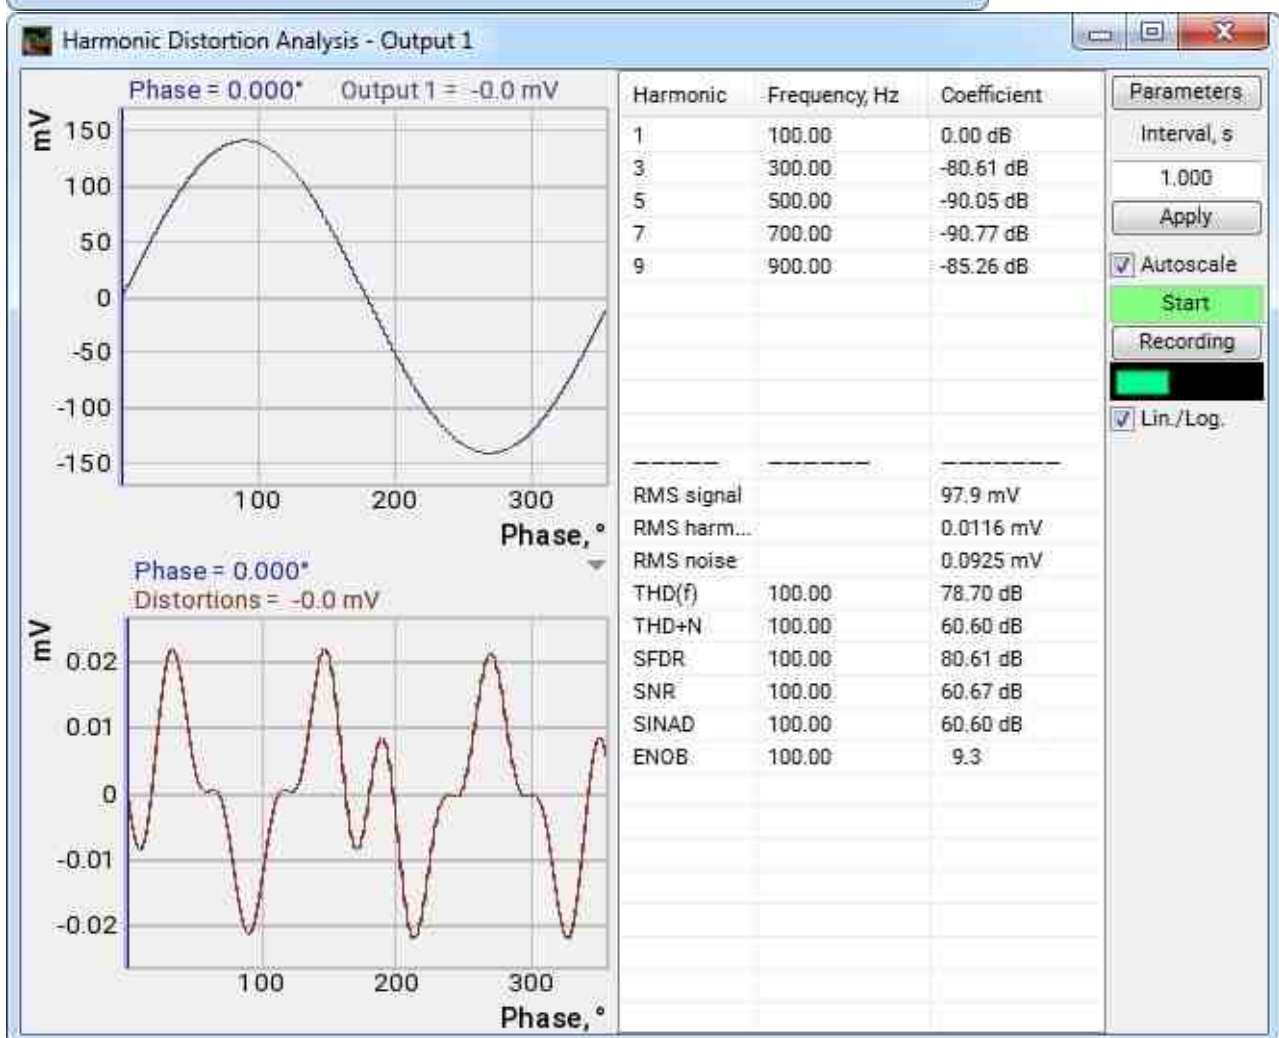 Harmonic Distortion Analysis - Output 1
Phase = 0.000° Output 1 = -0.0 mV
mV
150
100
50
0
-50
-100
-150
100 200 300
Phase, °
Phase = 0.000°
Distortions = -0.0 mV
mV
0.02
0.01
0
-0.01
-0.02
100 200 300
Phase, °
Harmonic Frequency, Hz Coefficient
1 100.00 0.00 dB
3 300.00 -80.61 dB
5 500.00 -90.05 dB
7 700.00 -90.77 dB
9 900.00 -85.26 dB
————— —————— ———————
RMS signal 97.9 mV
RMS harm... 0.0116 mV
RMS noise 0.0925 mV
THD(f) 100.00 78.70 dB
THD+N 100.00 60.60 dB
SFDR 100.00 80.61 dB
SNR 100.00 60.67 dB
SINAD 100.00 60.60 dB
ENOB 100.00 9.3
Parameters
Interval, s
1.000
Apply
Autoscale
Start
Recording
Lin./Log.